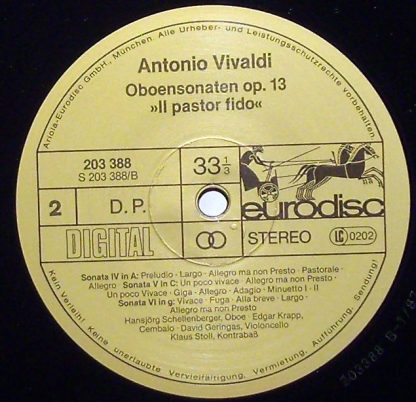 Ariola-Eurodisc GmbH., München. Alle Urheber- und Leistungsschutzrechte vorbehalten.
Antonio Vivaldi
Oboensonaten op. 13
»Il pastor fido«
203 388
S 203 388/B
33 1/3
2
D. P.
eurodisc
DIGITAL
STEREO
LC 0202
Sonata IV in A: Preludio · Largo · Allegro ma non Presto · Pastorale ·
Allegro Sonata V in C: Un poco vivace · Allegro ma non Presto ·
Un poco Vivace · Giga · Allegro · Adagio · Minuetto I - II
Sonata VI in g: Vivace · Fuga · Alla breve · Largo ·
Allegro ma non Presto
Hansjörg Schellenberger, Oboe · Edgar Krapp,
Cembalo · David Geringas, Violoncello
Klaus Stoll, Kontrabaß
Kein Verleih! Keine unerlaubte Vervielfältigung, Vermietung, Aufführung, Sendung!